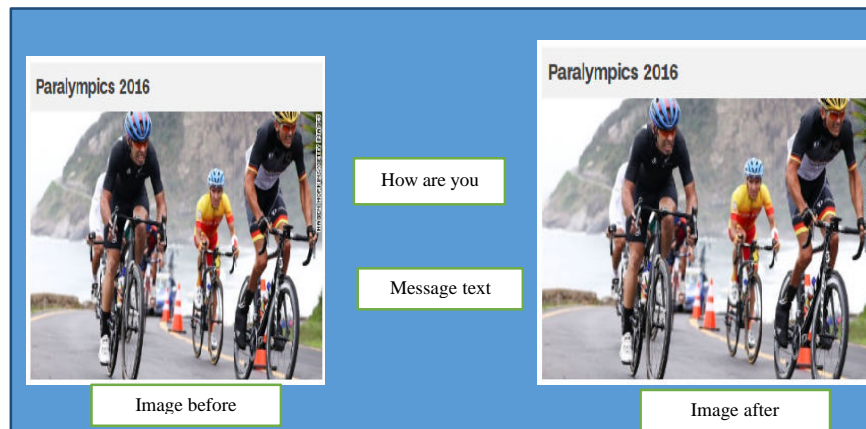 Paralympics 2016
Paralympics 2016
How are you
Message text
Image before
Image after